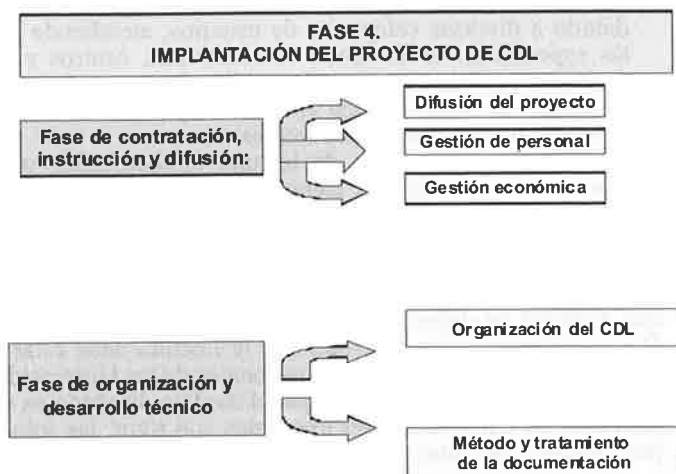 FASE 4.
IMPLANTACIÓN DEL PROYECTO DE CDL
Fase de contratación,
instrucción y difusión:
Difusión del proyecto
Gestión de personal
Gestión económica
Fase de organización y
desarrollo técnico
Organización del CDL
Método y tratamiento
de la documentación